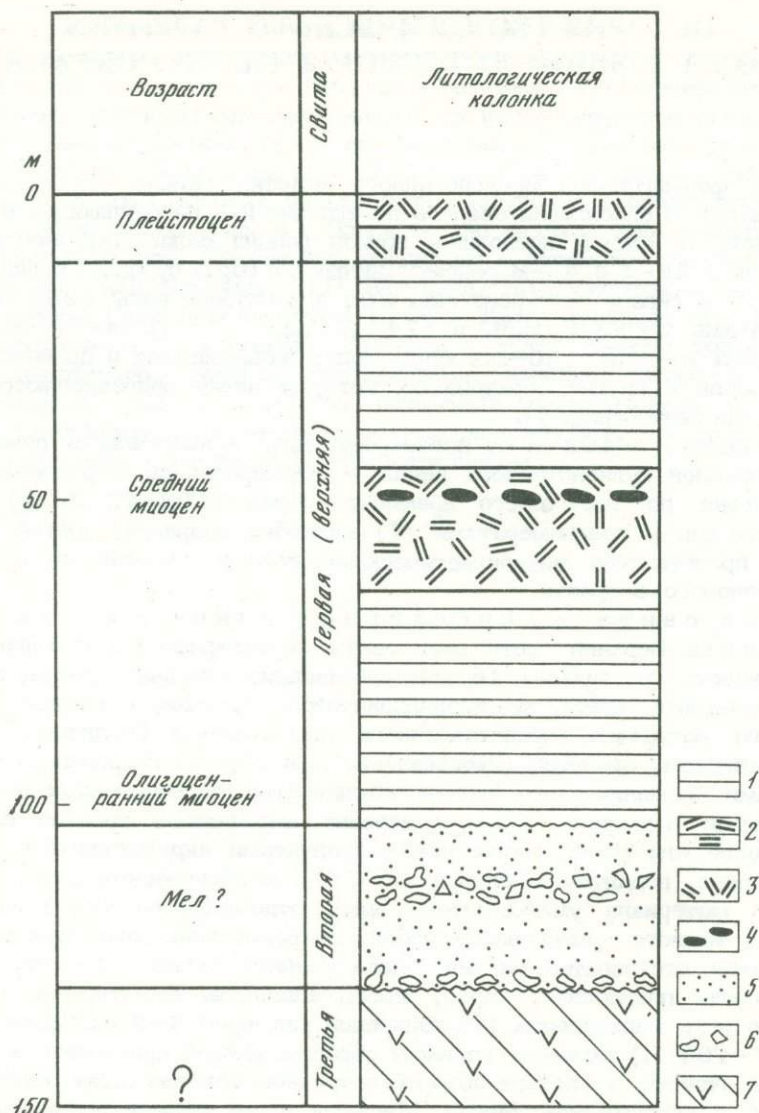 Возраст
Свита
Литологическая
колонка
м
0
Плейстоцен
Средний
миоцен
50
Первая (верхняя)
Олигоцен—
ранний миоцен
100
Мел ?
Вторая
Третья
?
150
1
2
3
4
5
6
7